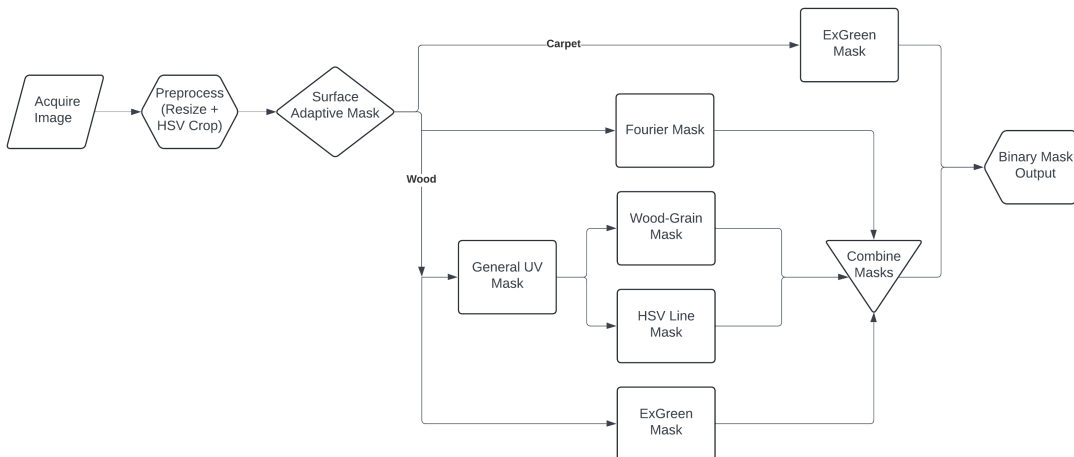 Acquire
Image
Preprocess
(Resize +
HSV Crop)
Surface
Adaptive Mask
Carpet
ExGreen
Mask
Fourier Mask
Wood
General UV
Mask
Wood-Grain
Mask
HSV Line
Mask
ExGreen
Mask
Combine
Masks
Binary Mask
Output